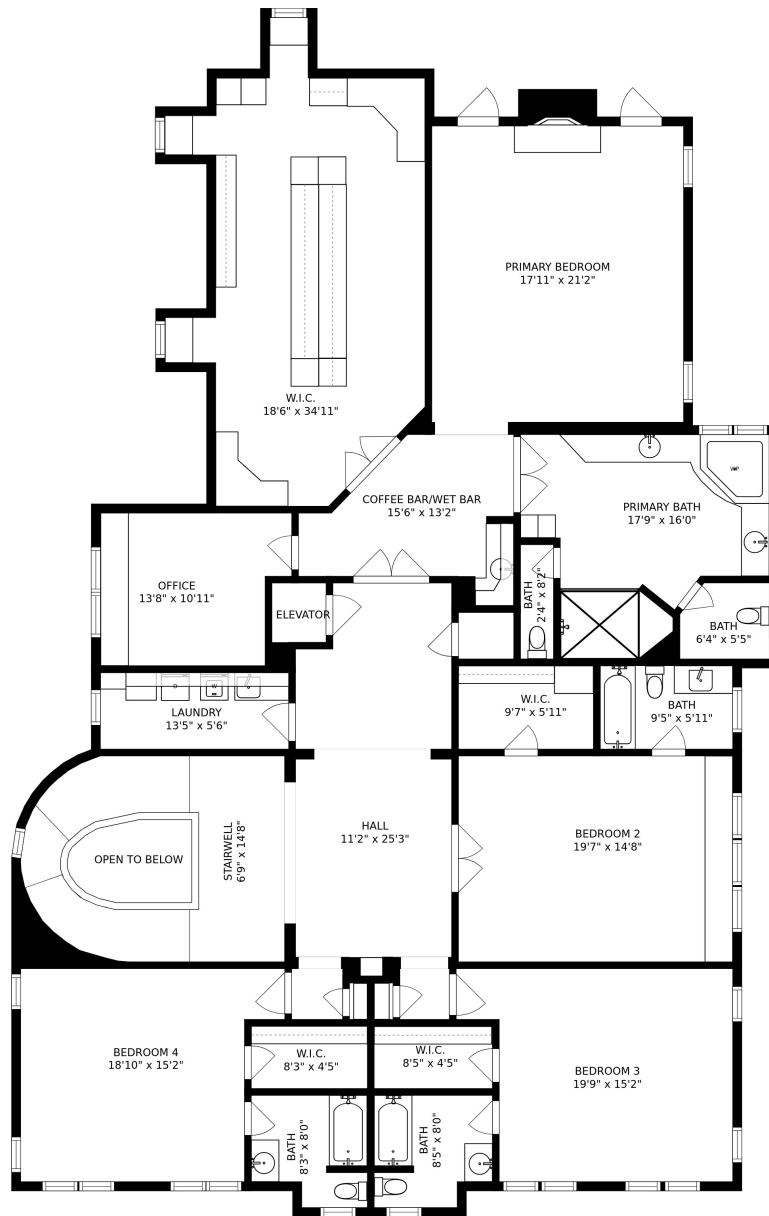 PRIMARY BEDROOM
17'11" x 21'2"
W.I.C.
18'6" x 34'11"
COFFEE BAR/WET BAR
15'6" x 13'2"
PRIMARY BATH
17'9" x 16'0"
OFFICE
13'8" x 10'11"
ELEVATOR
BATH
2'4" x 8'2"
BATH
6'4" x 5'5"
LAUNDRY
13'5" x 5'6"
D
W
W.I.C.
9'7" x 5'11"
BATH
9'5" x 5'11"
HALL
11'2" x 25'3"
BEDROOM 2
19'7" x 14'8"
OPEN TO BELOW
STAIRWELL
6'9" x 14'8"
BEDROOM 4
18'10" x 15'2"
W.I.C.
8'3" x 4'5"
W.I.C.
8'5" x 4'5"
BEDROOM 3
19'9" x 15'2"
BATH
8'3" x 8'0"
BATH
8'5" x 8'0"